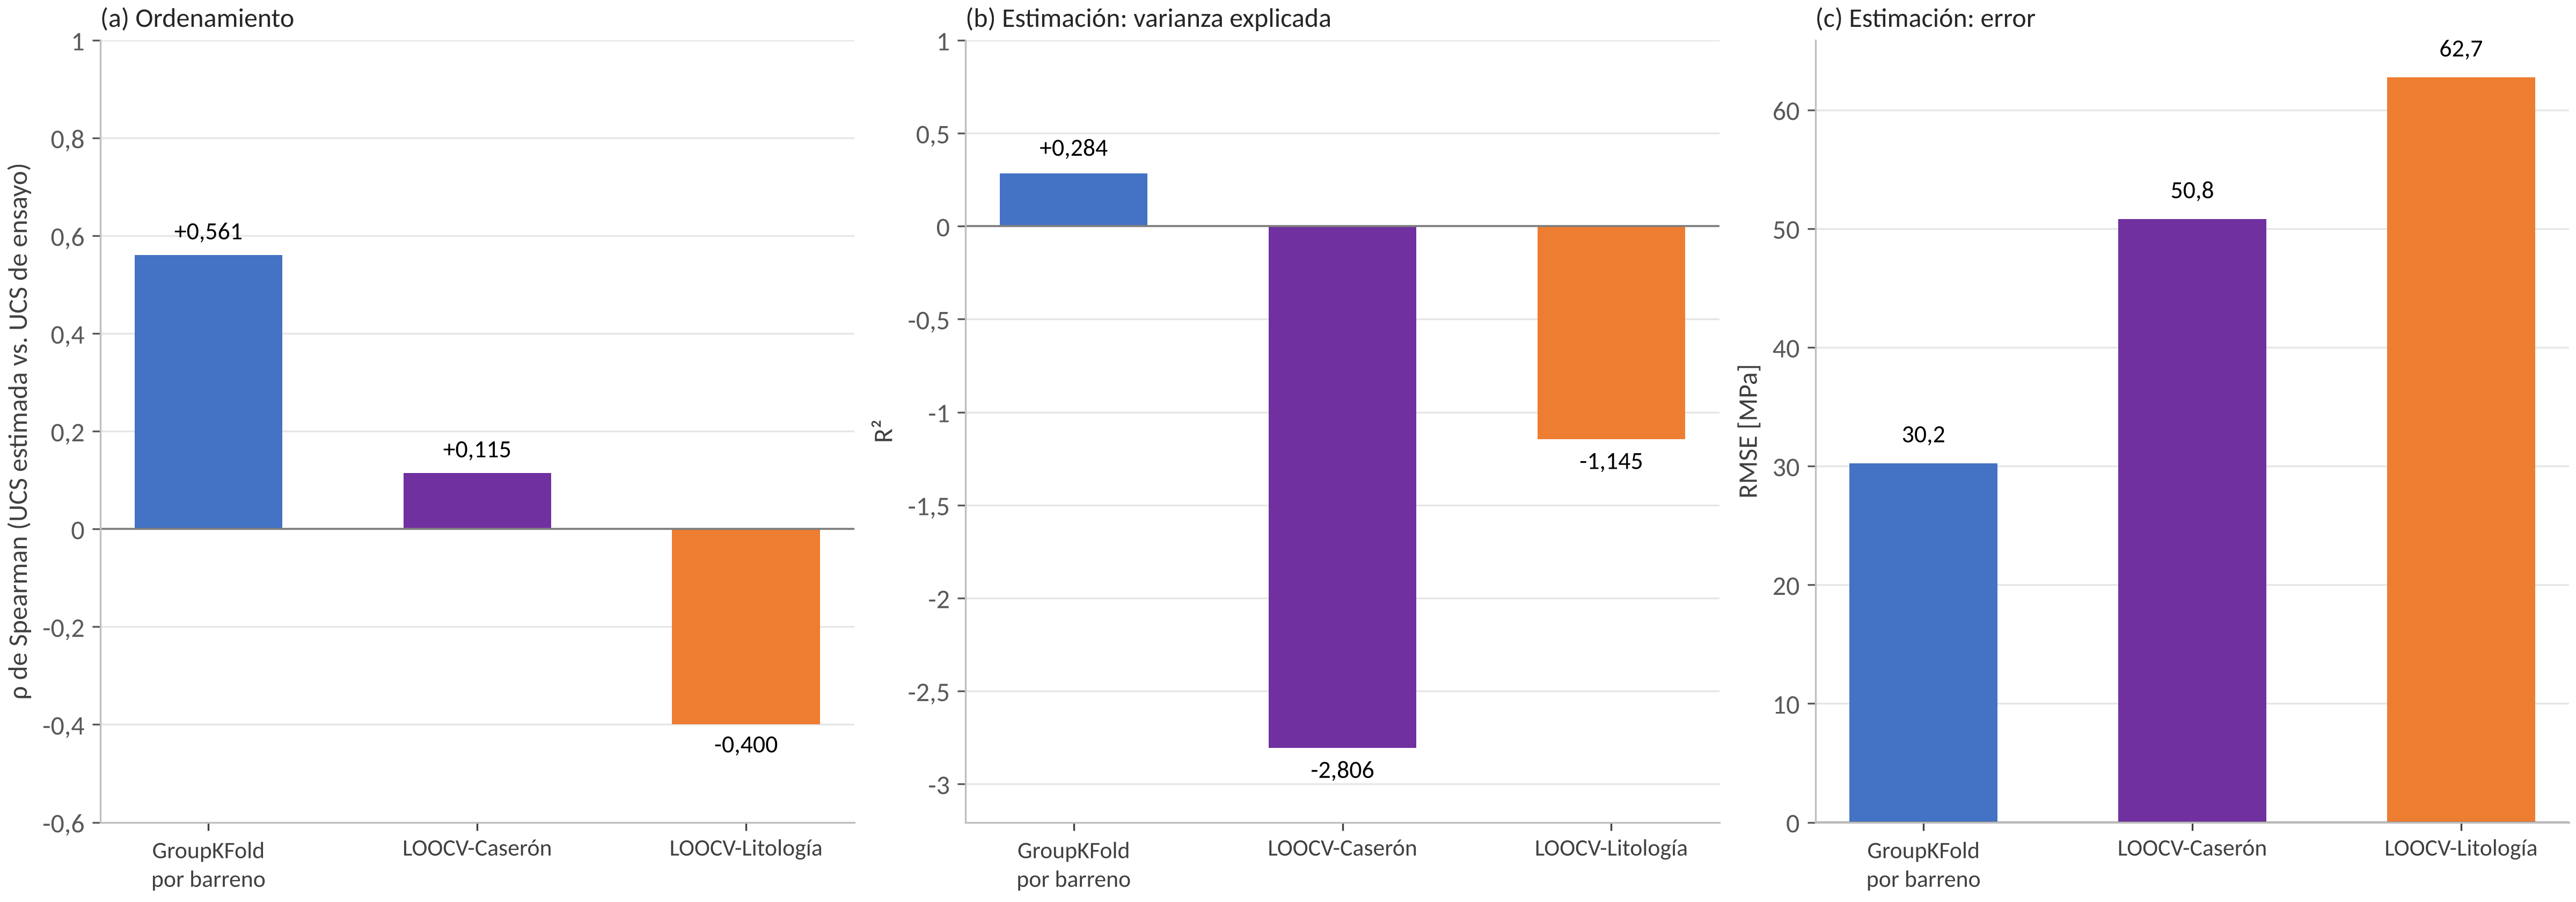 (a) Ordenamiento
ρ de Spearman (UCS estimada vs. UCS de ensayo)
1
0,8
0,6
0,4
0,2
0
-0,2
-0,4
-0,6
+0,561
+0,115
-0,400
GroupKFold
por barreno
LOOCV-Caserón
LOOCV-Litología
(b) Estimación: varianza explicada
R²
1
0,5
0
-0,5
-1
-1,5
-2
-2,5
-3
+0,284
-2,806
-1,145
GroupKFold
por barreno
LOOCV-Caserón
LOOCV-Litología
(c) Estimación: error
RMSE [MPa]
60
50
40
30
20
10
0
30,2
50,8
62,7
GroupKFold
por barreno
LOOCV-Caserón
LOOCV-Litología